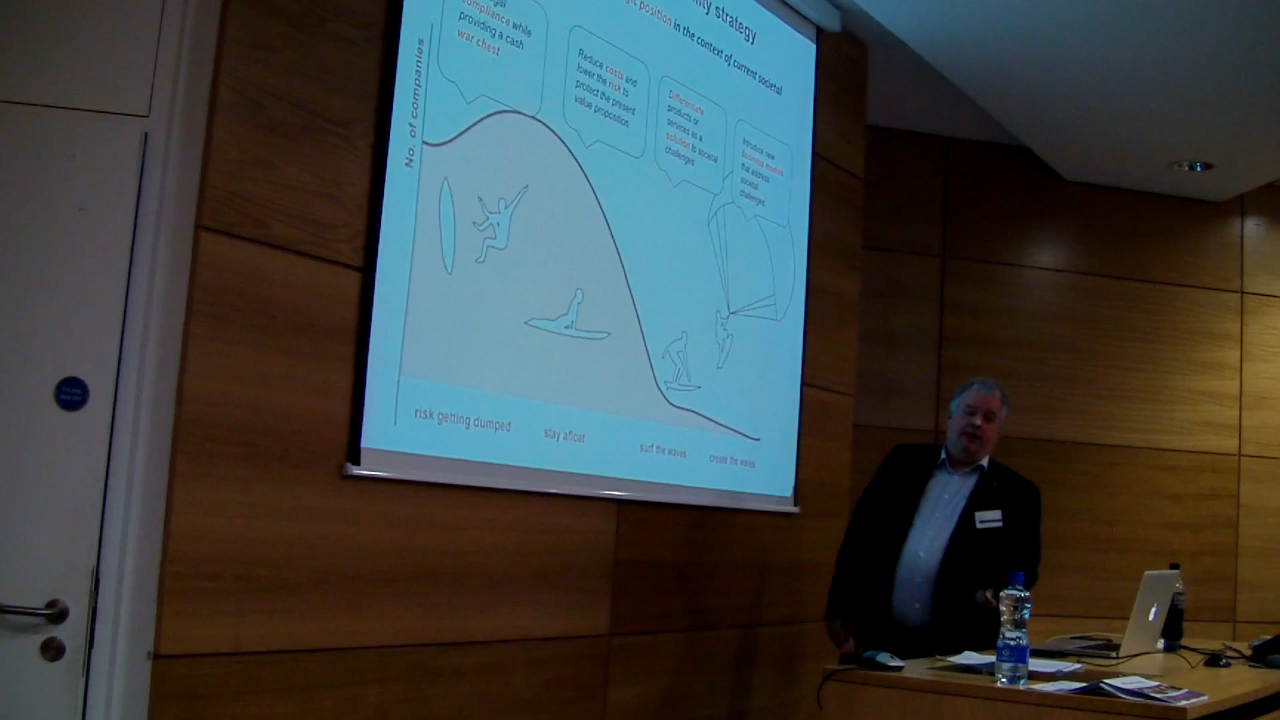 strategy
position in the context of current societal
compliance while
providing a cash
war chest
Reduce costs and
lower the risk to
protect the present
value proposition
Differentiate
products or
services as a
solution to societal
challenges
Introduce new
business models
that address
societal
challenges
No. of companies
risk getting dumped
stay afloat
surf the waves
create the waves